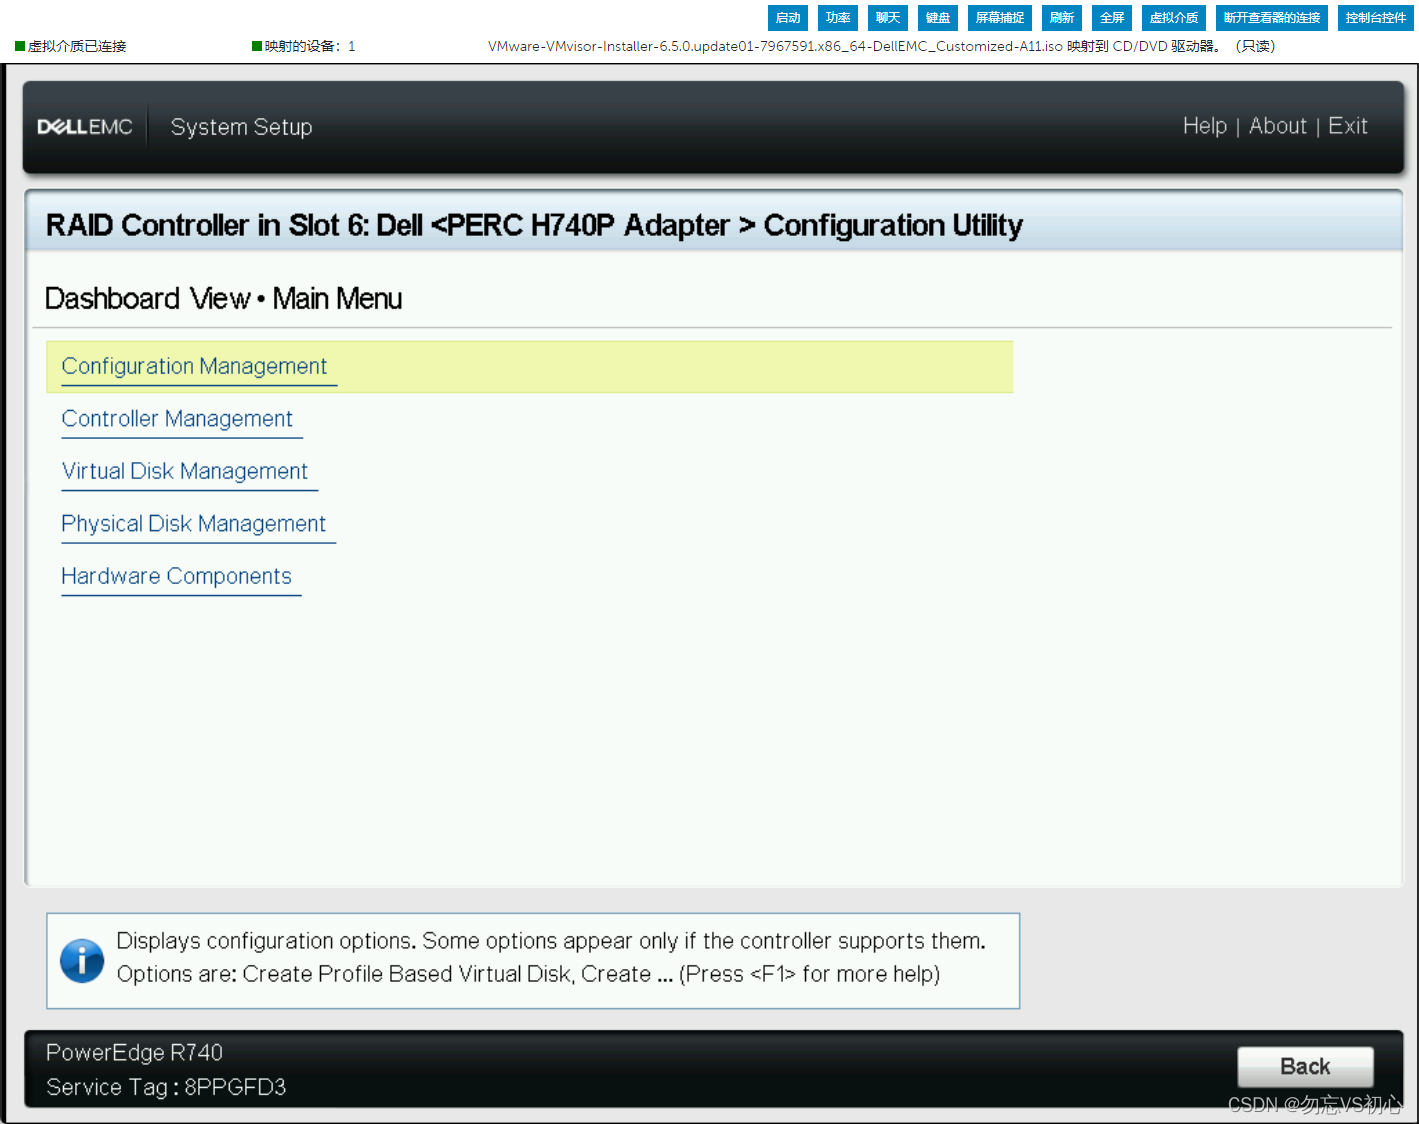 启动 功率 聊天 键盘 屏幕捕捉 刷新 全屏 虚拟介质 断开查看器的连接 控制台控件
虚拟介质已连接 映射的设备：1 VMware-VMvisor-Installer-6.5.0.update01-7967591.x86_64-DellEMC_Customized-A11.iso 映射到 CD/DVD 驱动器。（只读）
DELLEMC System Setup Help | About | Exit
RAID Controller in Slot 6: Dell <PERC H740P Adapter > Configuration Utility
Dashboard View • Main Menu
Configuration Management
Controller Management
Virtual Disk Management
Physical Disk Management
Hardware Components
Displays configuration options. Some options appear only if the controller supports them.
Options are: Create Profile Based Virtual Disk, Create ... (Press <F1> for more help)
PowerEdge R740
Service Tag : 8PPGFD3
Back
CSDN @勿忘VS初心